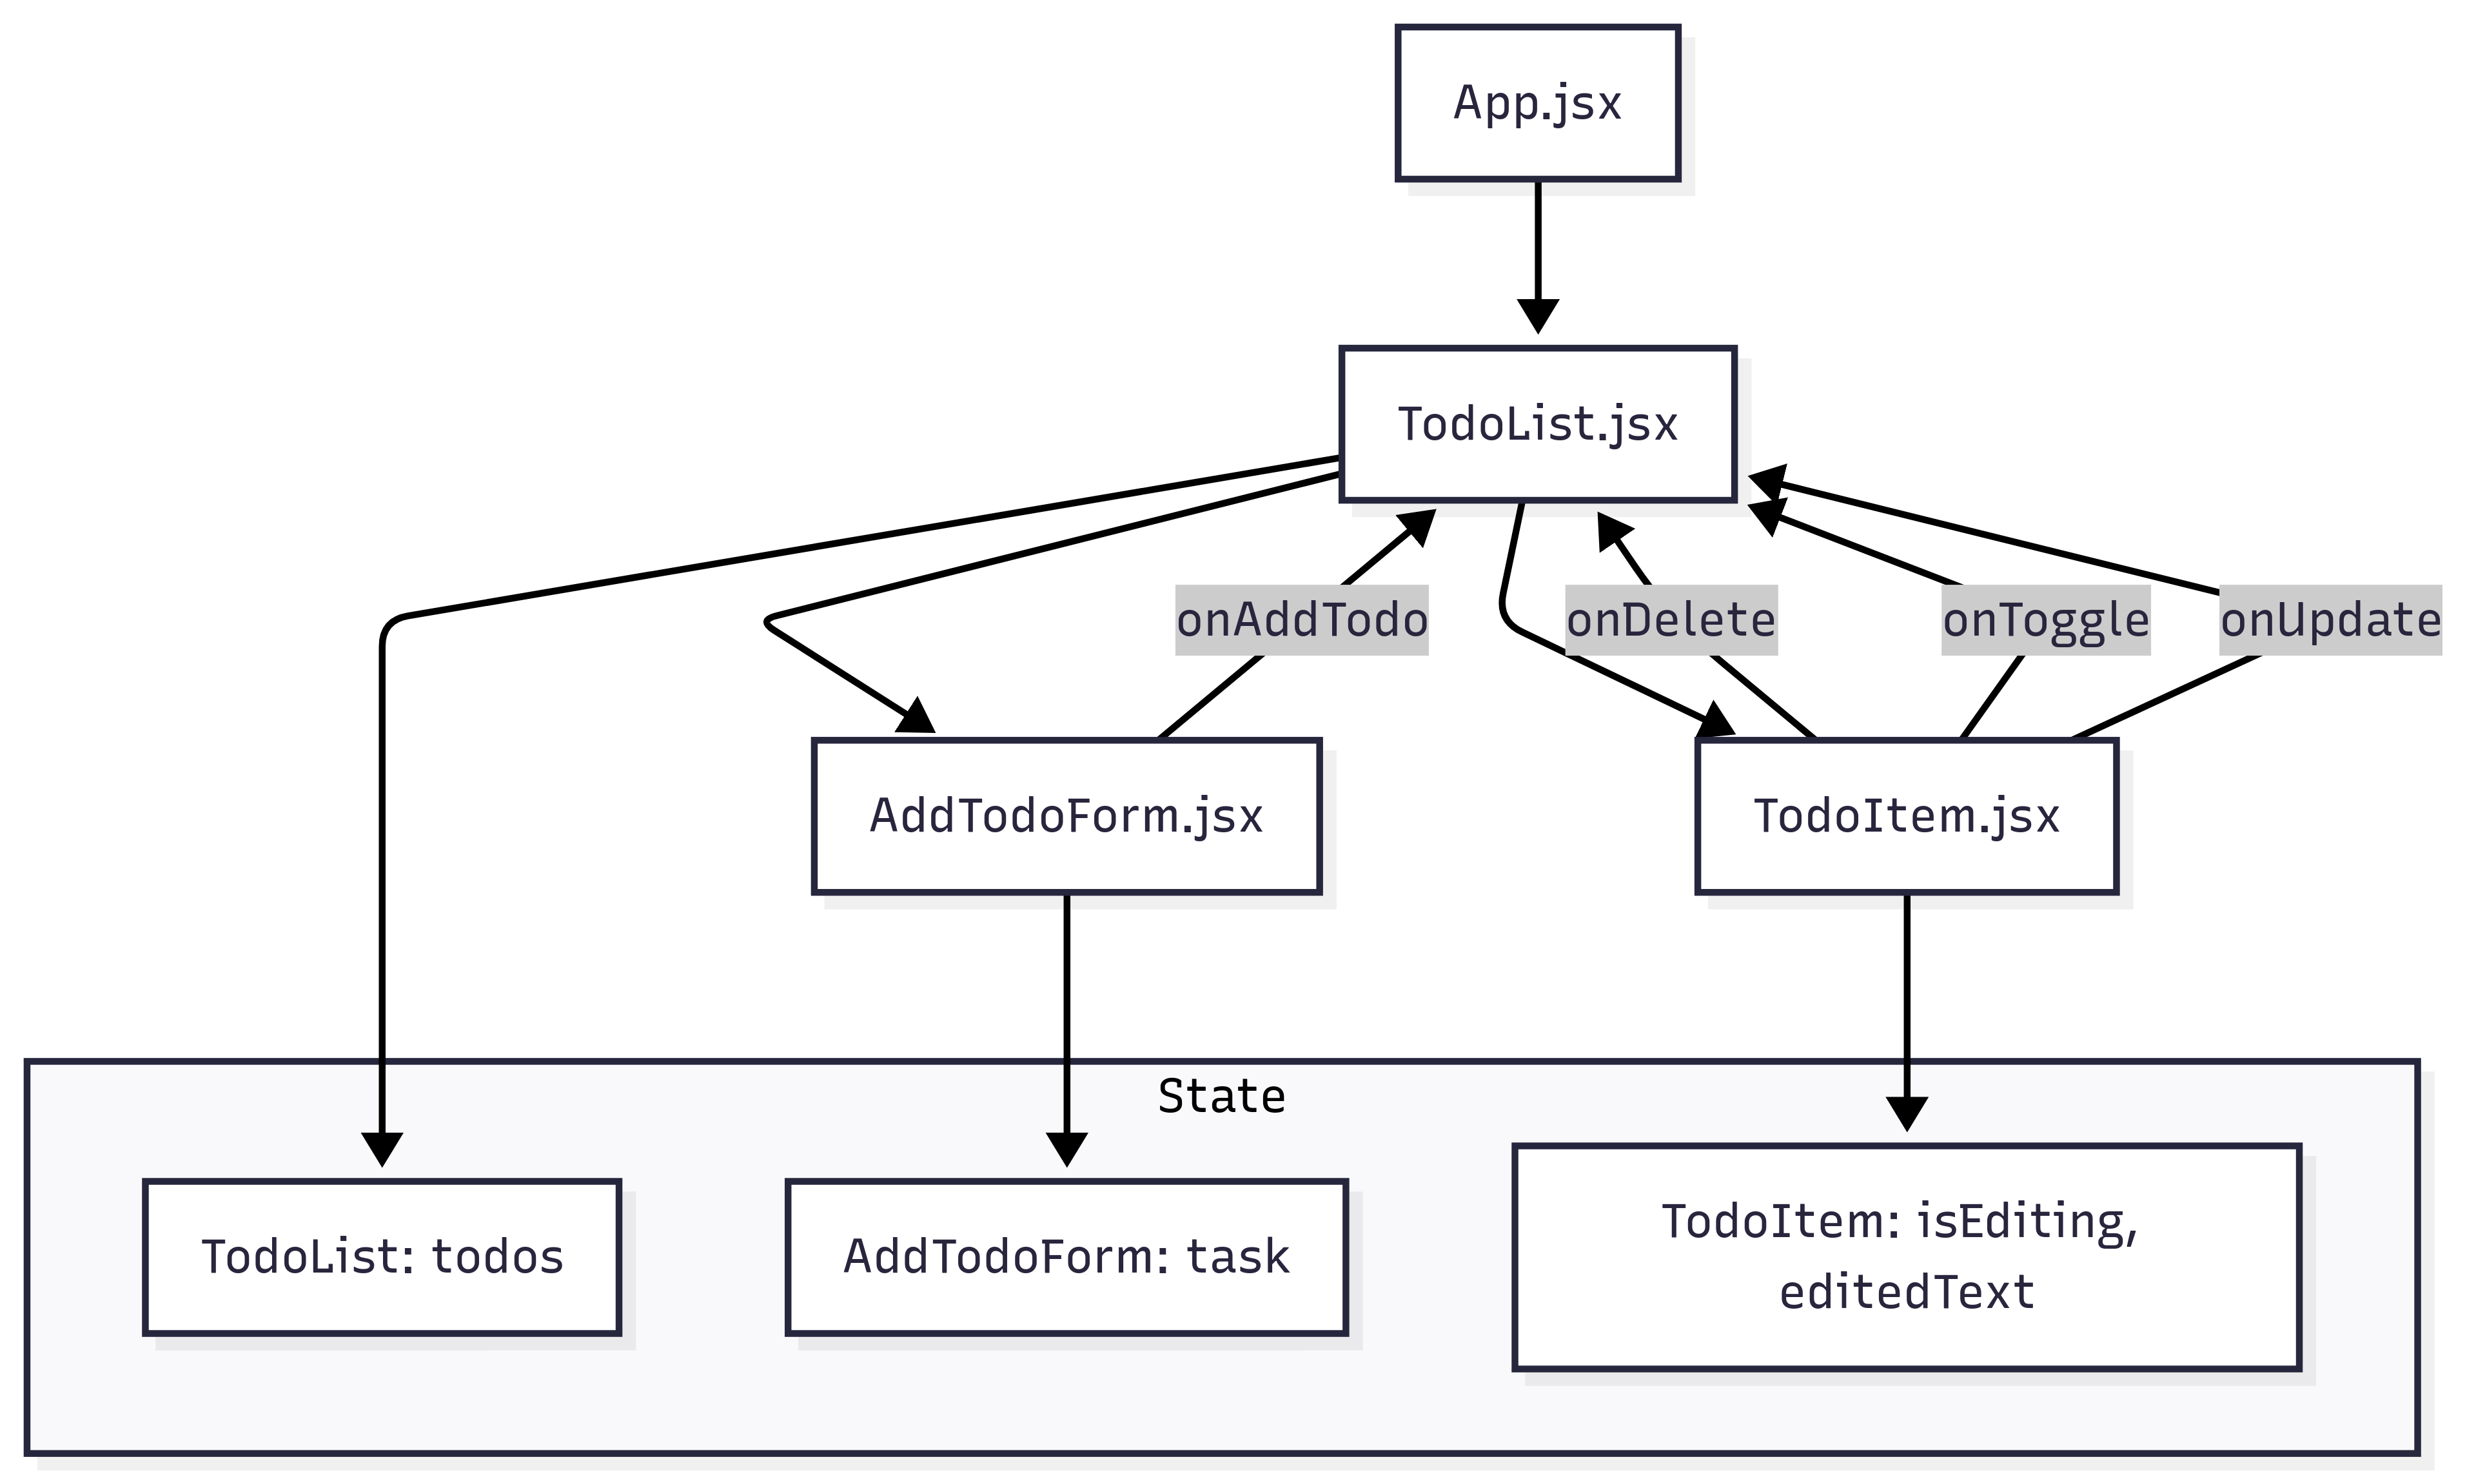 App.jsx
TodoList.jsx
onAddTodo
onDelete
onToggle
onUpdate
AddTodoForm.jsx
TodoItem.jsx
State
TodoList: todos
AddTodoForm: task
TodoItem: isEditing,
editedText